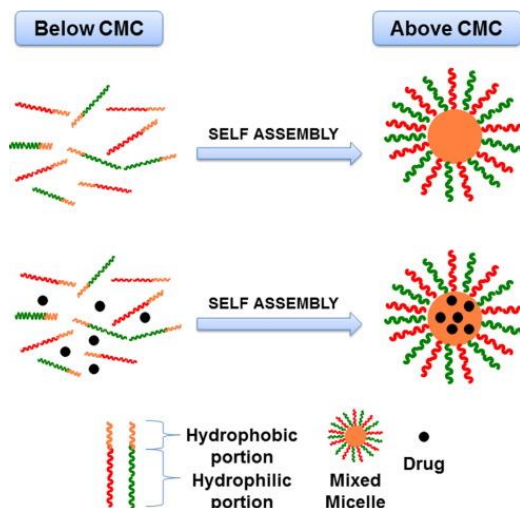 Below CMC
Above CMC
SELF ASSEMBLY
SELF ASSEMBLY
Hydrophobic
portion
Hydrophilic
portion
Mixed
Micelle
Drug